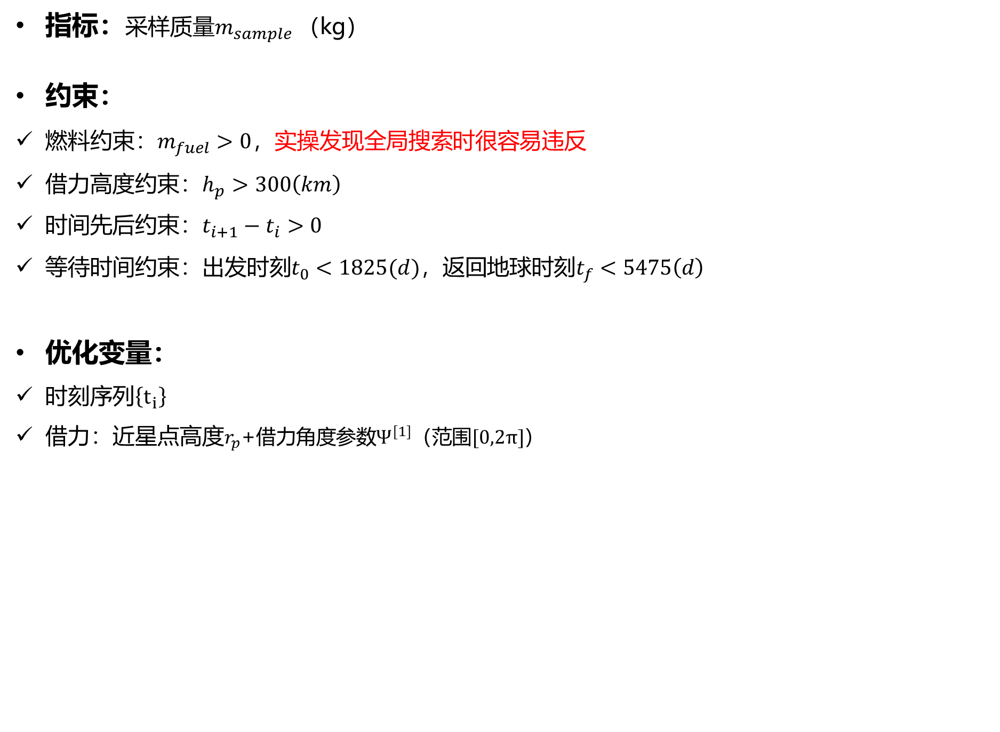 • 指标：采样质量$m_{sample}$（kg）
• 约束：
✓ 燃料约束：$m_{fuel} > 0$，实操发现全局搜索时很容易违反
✓ 借力高度约束：$h_p > 300(km)$
✓ 时间先后约束：$t_{i+1} - t_i > 0$
✓ 等待时间约束：出发时刻$t_0 < 1825(d)$，返回地球时刻$t_f < 5475(d)$
• 优化变量：
✓ 时刻序列{$t_i$}
✓ 借力：近星点高度$r_p$+借力角度参数$Ψ^{[1]}$（范围[0,2π]）